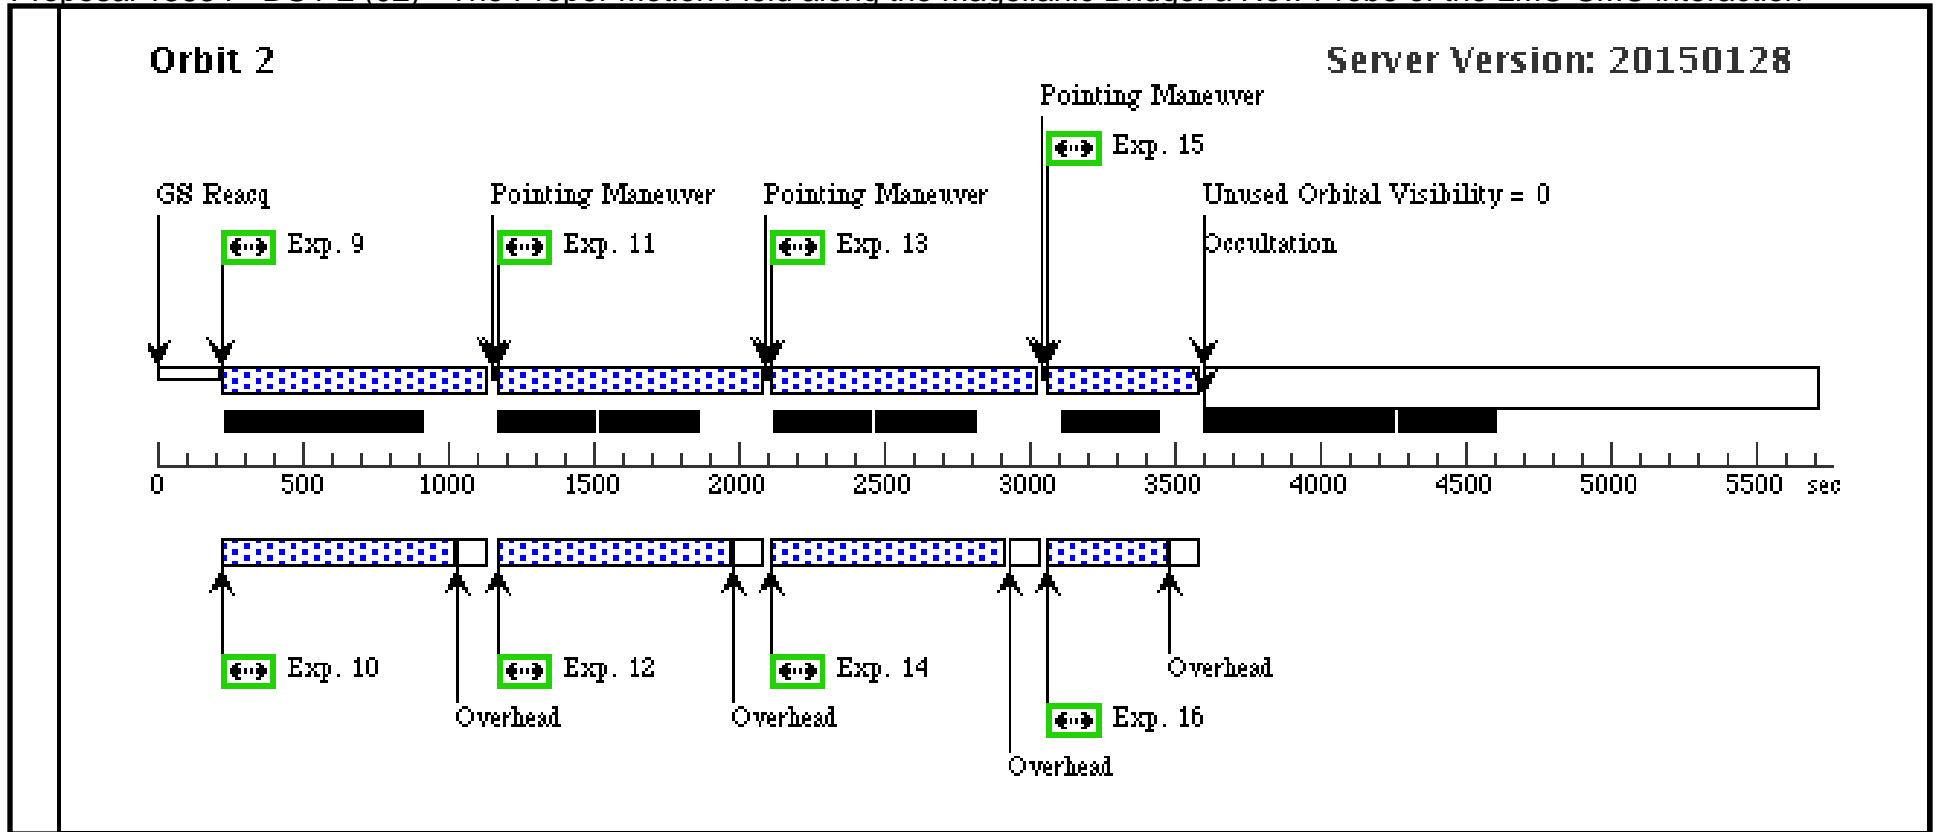 Orbit 2
Server Version: 20150128
Pointing Maneuver
Exp. 15
GS Reacq
Pointing Maneuver
Pointing Maneuver
Unused Orbital Visibility = 0
Exp. 9
Exp. 11
Exp. 13
Occultation
0 500 1000 1500 2000 2500 3000 3500 4000 4500 5000 5500 sec
Exp. 10
Exp. 12
Exp. 14
Overhead
Overhead
Overhead
Exp. 16
Overhead